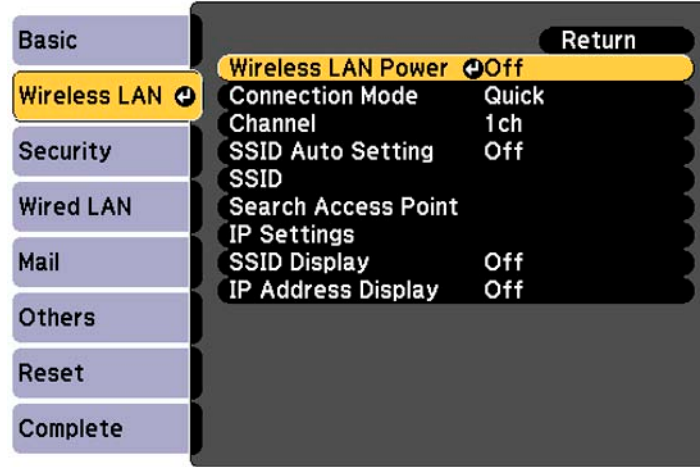 Basic
Wireless LAN
Security
Wired LAN
Mail
Others
Reset
Complete
Return
Wireless LAN Power Off
Connection Mode Quick
Channel 1ch
SSID Auto Setting Off
SSID
Search Access Point
IP Settings
SSID Display Off
IP Address Display Off